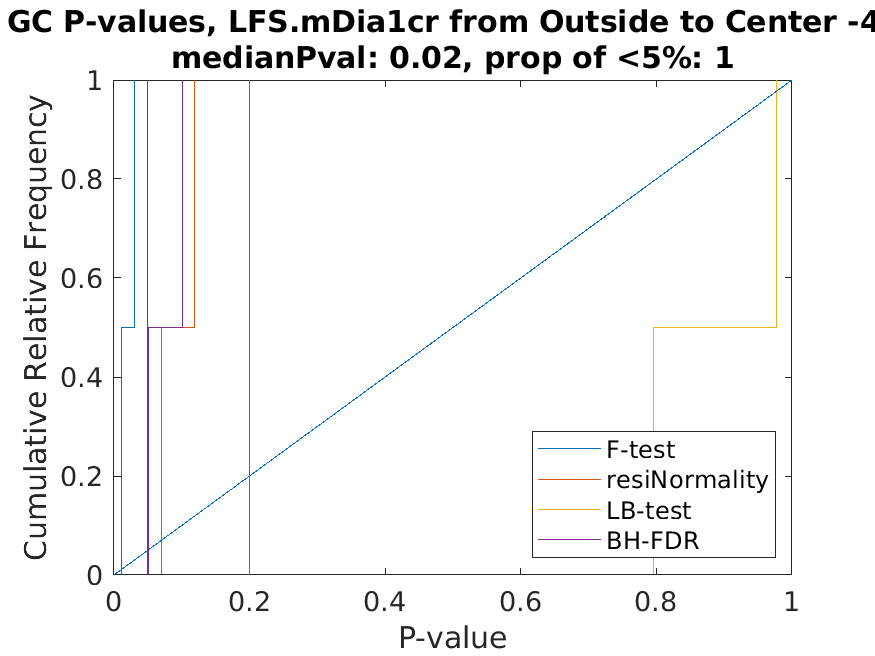 GC P-values, LFS.mDia1cr from Outside to Center -4
medianPval: 0.02, prop of <5%: 1
1
0.8
0.6
0.4
0.2
0
Cumulative Relative Frequency
F-test
resiNormality
LB-test
BH-FDR
0 0.2 0.4 0.6 0.8 1
P-value